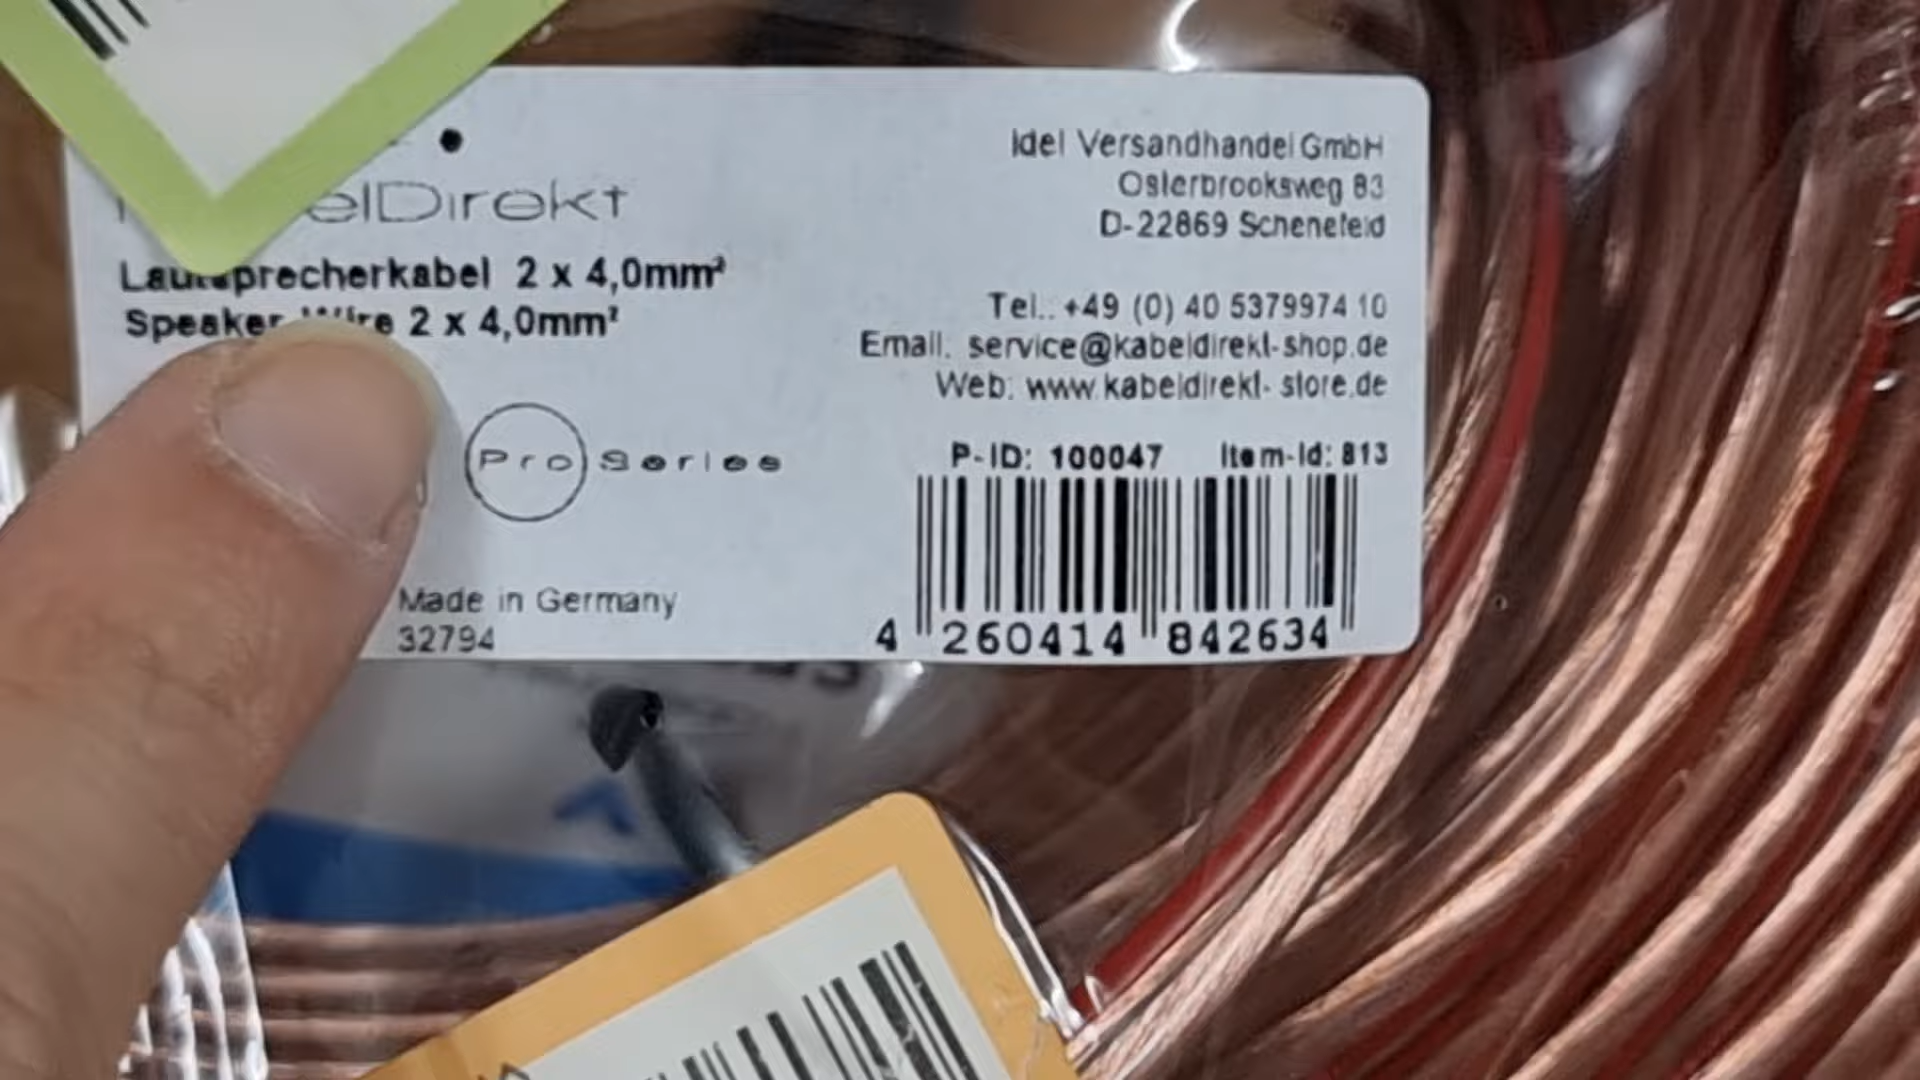 elDirekt
Lautsprecherkabel 2 x 4,0mm²
Speaker Wire 2 x 4,0mm²
Pro Series
Made in Germany
32794
Idel Versandhandel GmbH
Osterbrooksweg 83
D-22869 Schenefeld
Tel.: +49 (0) 40 5379974 10
Email. service@kabeldirekt-shop.de
Web: www.kabeldirekt- store.de
P-ID: 100047 Item-Id: 813
4 260414 842634